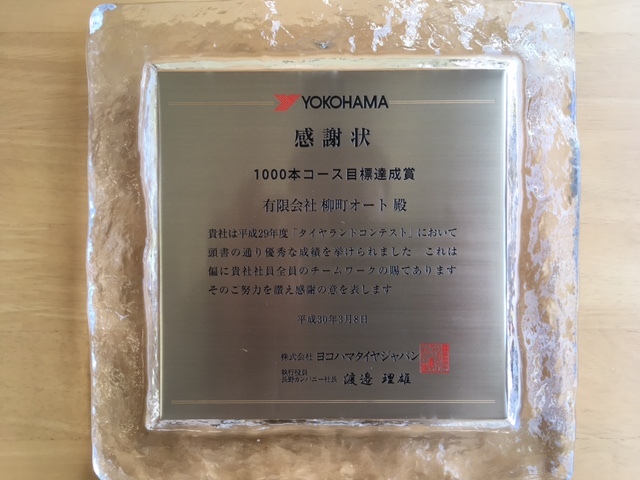 YOKOHAMA
感謝状
1000本コース目標達成賞
有限会社 柳町オート 殿
貴社は平成29年度「タイヤランドコンテスト」において
頭書の通り優秀な成績を挙げられました これは
偏に貴社社員全員のチームワークの賜であります
そのご努力を讃え感謝の意を表します
平成30年3月8日
株式会社 ヨコハマタイヤジャパン
執行役員
長野カンパニー社長 渡邉 理雄